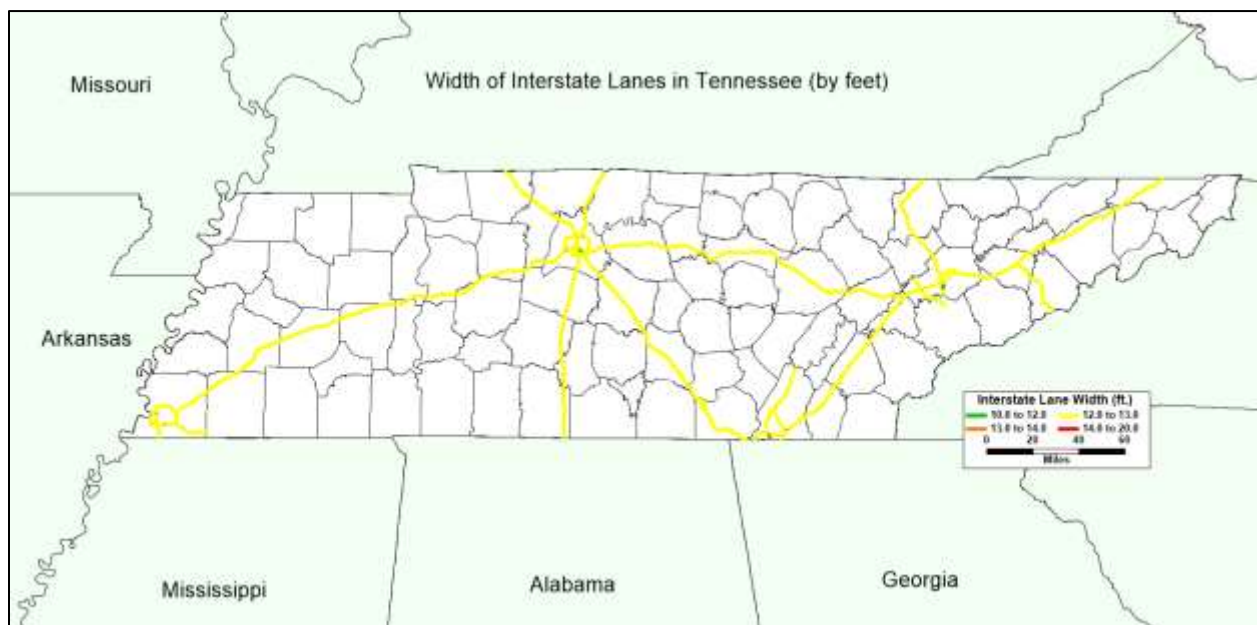 Missouri
Width of Interstate Lanes in Tennessee (by feet)
Arkansas
Interstate Lane Width (ft.)
10.0 to 12.0 12.0 to 13.0
13.0 to 14.0 14.0 to 20.0
0 20 40 60
Miles
Mississippi
Alabama
Georgia